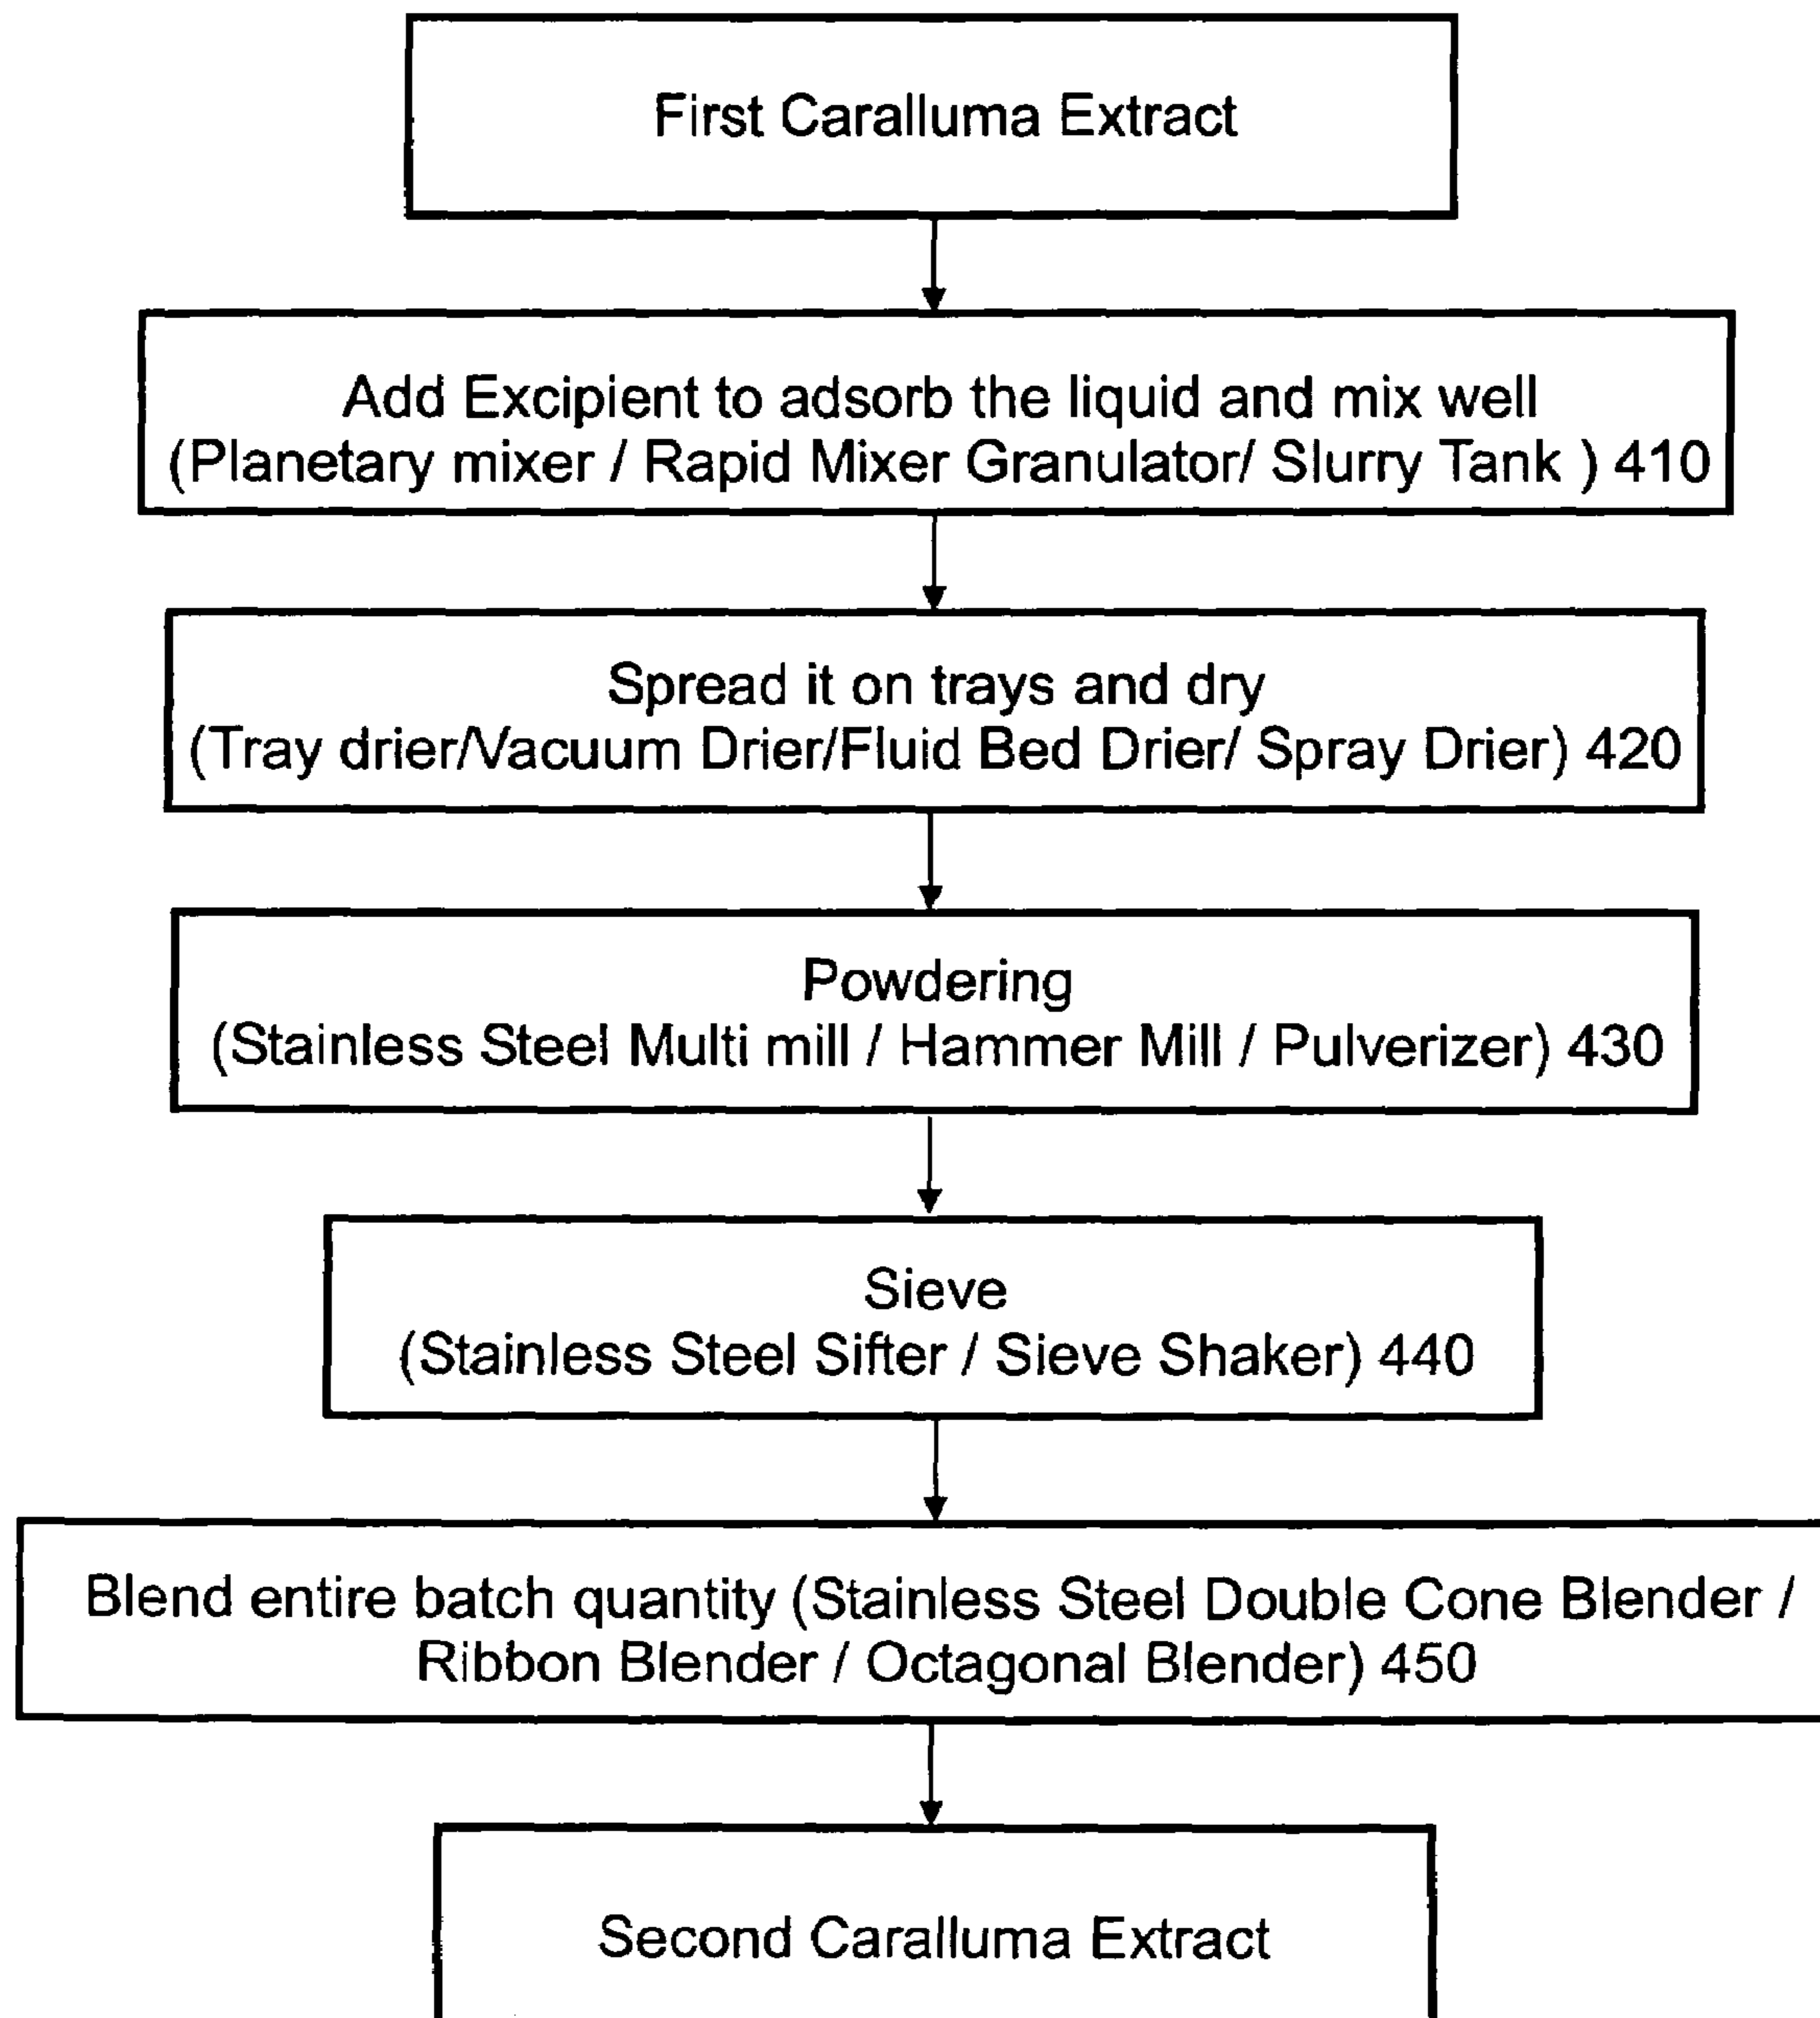 First Caralluma Extract
Add Excipient to adsorb the liquid and mix well
(Planetary mixer / Rapid Mixer Granulator/ Slurry Tank ) 410
Spread it on trays and dry
(Tray drier/Vacuum Drier/Fluid Bed Drier/ Spray Drier) 420
Powdering
(Stainless Steel Multi mill / Hammer Mill / Pulverizer) 430
Sieve
(Stainless Steel Sifter / Sieve Shaker) 440
Blend entire batch quantity (Stainless Steel Double Cone Blender /
Ribbon Blender / Octagonal Blender) 450
Second Caralluma Extract